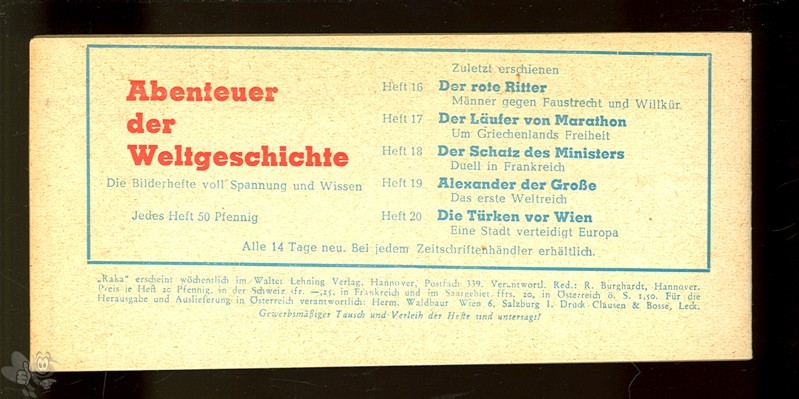 Abenteuer
der
Weltgeschichte
Die Bilderhefte voll Spannung und Wissen
Jedes Heft 50 Pfennig
Zuletzt erschienen
Heft 16 Der rote Ritter
Männer gegen Faustrecht und Willkür
Heft 17 Der Läufer von Marathon
Um Griechenlands Freiheit
Heft 18 Der Schatz des Ministers
Duell in Frankreich
Heft 19 Alexander der Große
Das erste Weltreich
Heft 20 Die Türken vor Wien
Eine Stadt verteidigt Europa
Alle 14 Tage neu. Bei jedem Zeitschriftenhändler erhältlich.
„Raka" erscheint wöchentlich im Walter Lehning Verlag, Hannover, Postfach 339. Verantwortl. Red.: R. Burghardt, Hannover.
Preis je Heft 20 Pfennig, in der Schweiz sfr. —,25, in Frankreich und im Saargebiet ffrs. 20, in Österreich ö. S. 1,50. Für die
Herausgabe und Auslieferung in Österreich verantwortlich: Herm. Waldbaur Wien 6, Salzburg 1. Druck Clausen & Bosse, Leck.
Gewerbsmäßiger Tausch und Verleih der Hefte sind untersagt!